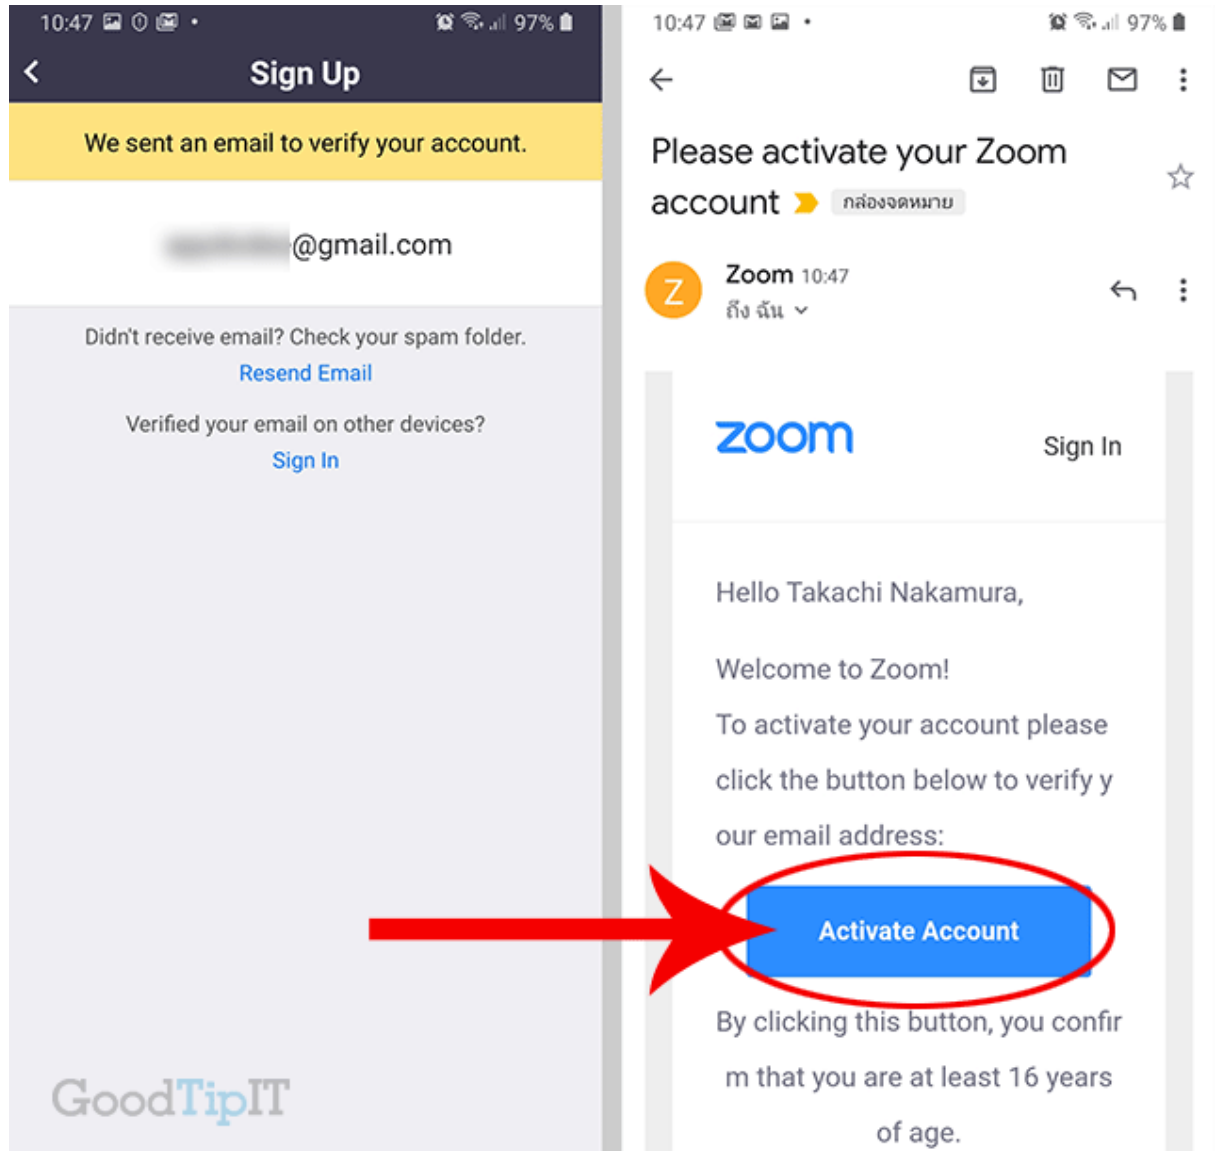 10:47
97%
Sign Up
We sent an email to verify your account.
@gmail.com
Didn't receive email? Check your spam folder.
Resend Email
Verified your email on other devices?
Sign In
GoodTipIT
10:47
97%
Please activate your Zoom
account กล่องจดหมาย
Z
Zoom 10:47
ถึง ฉัน
zoom
Sign In
Hello Takachi Nakamura,
Welcome to Zoom!
To activate your account please
click the button below to verify y
our email address:
Activate Account
By clicking this button, you confir
m that you are at least 16 years
of age.